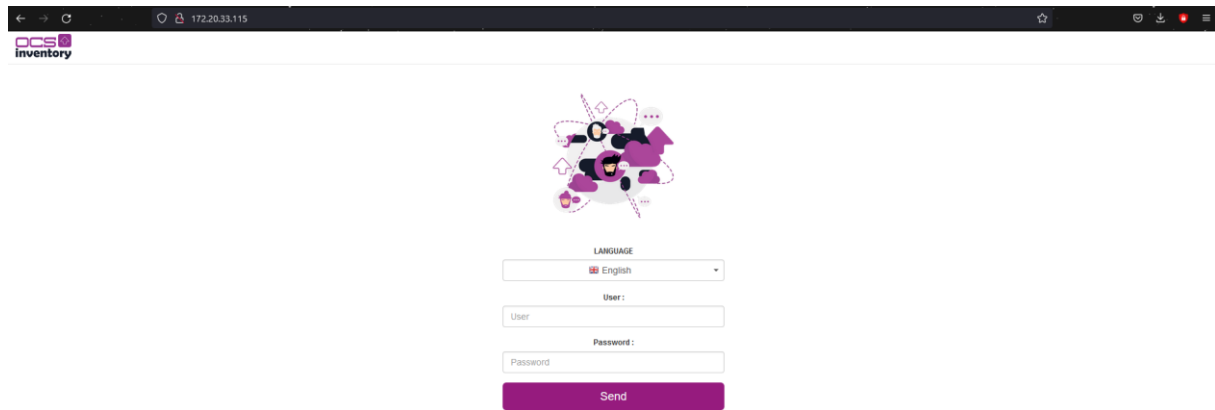 172.20.33.115
OCS
inventory
LANGUAGE
English
User :
User
Password :
Password
Send